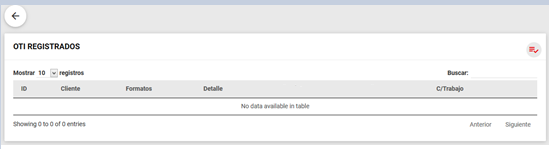 OTI REGISTRADOS
Mostrar 10 registros Buscar:
ID Cliente Formatos Detalle C/Trabajo
No data available in table
Showing 0 to 0 of 0 entries Anterior Siguiente